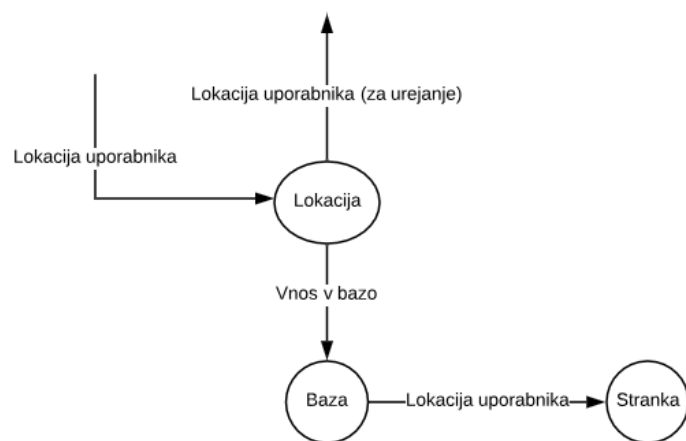 Lokacija uporabnika (za urejanje)
Lokacija uporabnika
Lokacija
Vnos v bazo
Baza
Lokacija uporabnika
Stranka